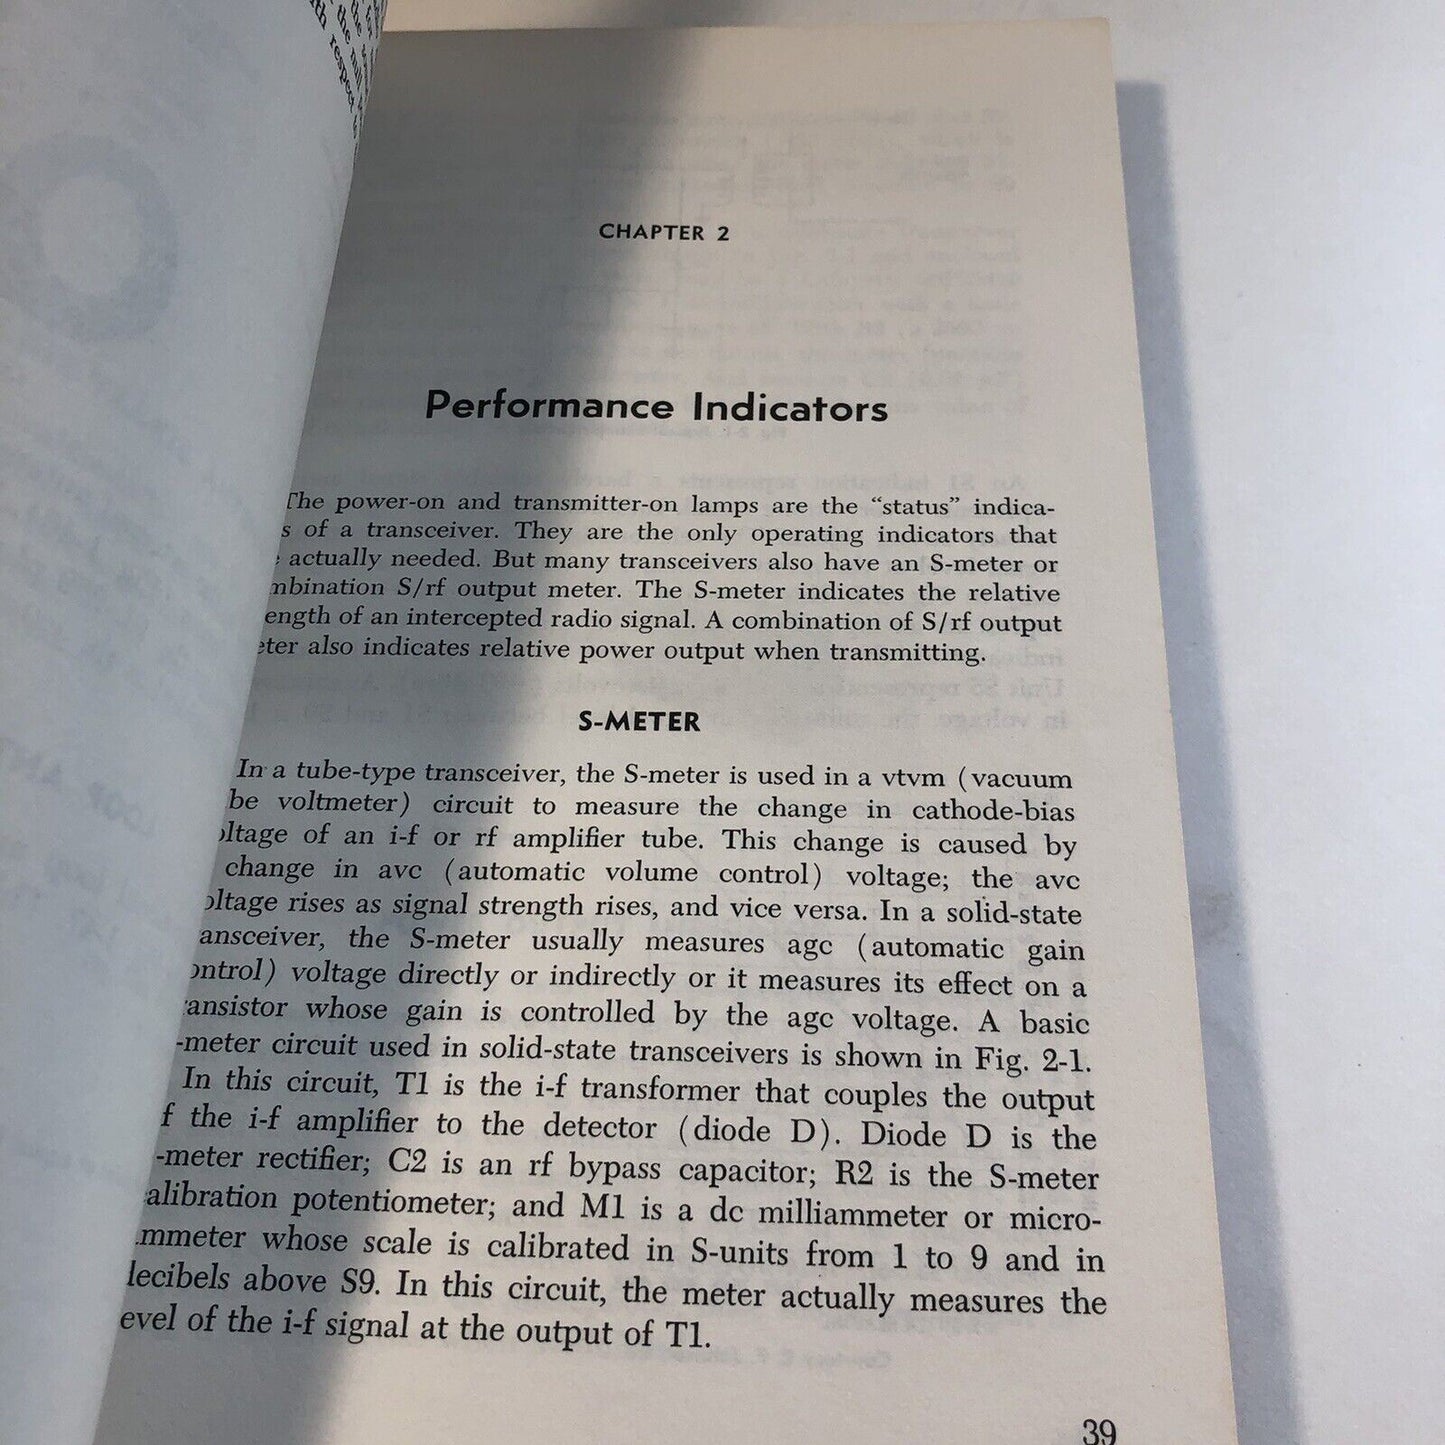 with respect to
CHAPTER 2
Performance Indicators
The power-on and transmitter-on lamps are the “status” indica-
s of a transceiver. They are the only operating indicators that
actually needed. But many transceivers also have an S-meter or
mbination S/rf output meter. The S-meter indicates the relative
ength of an intercepted radio signal. A combination of S/rf output
eter also indicates relative power output when transmitting.
S-METER
In a tube-type transceiver, the S-meter is used in a vtvm (vacuum
be voltmeter) circuit to measure the change in cathode-bias
oltage of an i-f or rf amplifier tube. This change is caused by
change in avc (automatic volume control) voltage; the avc
oltage rises as signal strength rises, and vice versa. In a solid-state
ansceiver, the S-meter usually measures agc (automatic gain
ontrol) voltage directly or indirectly or it measures its effect on a
ansistor whose gain is controlled by the agc voltage. A basic
-meter circuit used in solid-state transceivers is shown in Fig. 2-1.
In this circuit, T1 is the i-f transformer that couples the output
f the i-f amplifier to the detector (diode D). Diode D is the
-meter rectifier; C2 is an rf bypass capacitor; R2 is the S-meter
alibration potentiometer; and M1 is a dc milliammeter or micro-
mmeter whose scale is calibrated in S-units from 1 to 9 and in
lecibels above S9. In this circuit, the meter actually measures the
evel of the i-f signal at the output of T1.
39